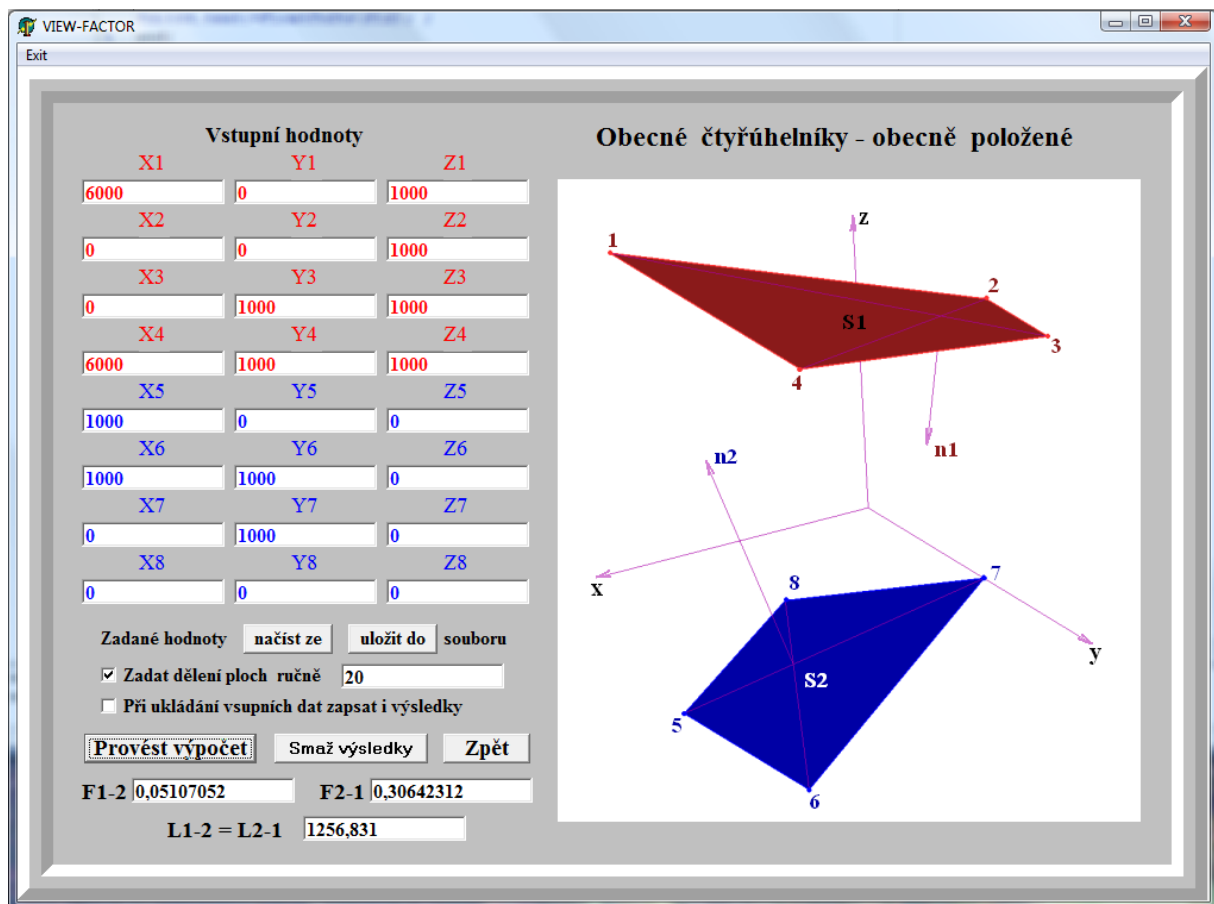 VIEW-FACTOR
Exit
Vstupní hodnoty
X1 Y1 Z1
6000 0 1000
X2 Y2 Z2
0 0 1000
X3 Y3 Z3
0 1000 1000
X4 Y4 Z4
6000 1000 1000
X5 Y5 Z5
1000 0 0
X6 Y6 Z6
1000 1000 0
X7 Y7 Z7
0 1000 0
X8 Y8 Z8
0 0 0
Zadané hodnoty načíst ze uložit do souboru
Zadat dělení ploch ručně 20
Při ukládání vsupních dat zapsat i výsledky
Provést výpočet Smaž výsledky Zpět
F1-2 0,05107052 F2-1 0,30642312
L1-2 = L2-1 1256,831
Obecné čtyřúhelníky - obecně položené
z
1
2
S1
3
4
n1
n2
x
8
7
y
S2
5
6